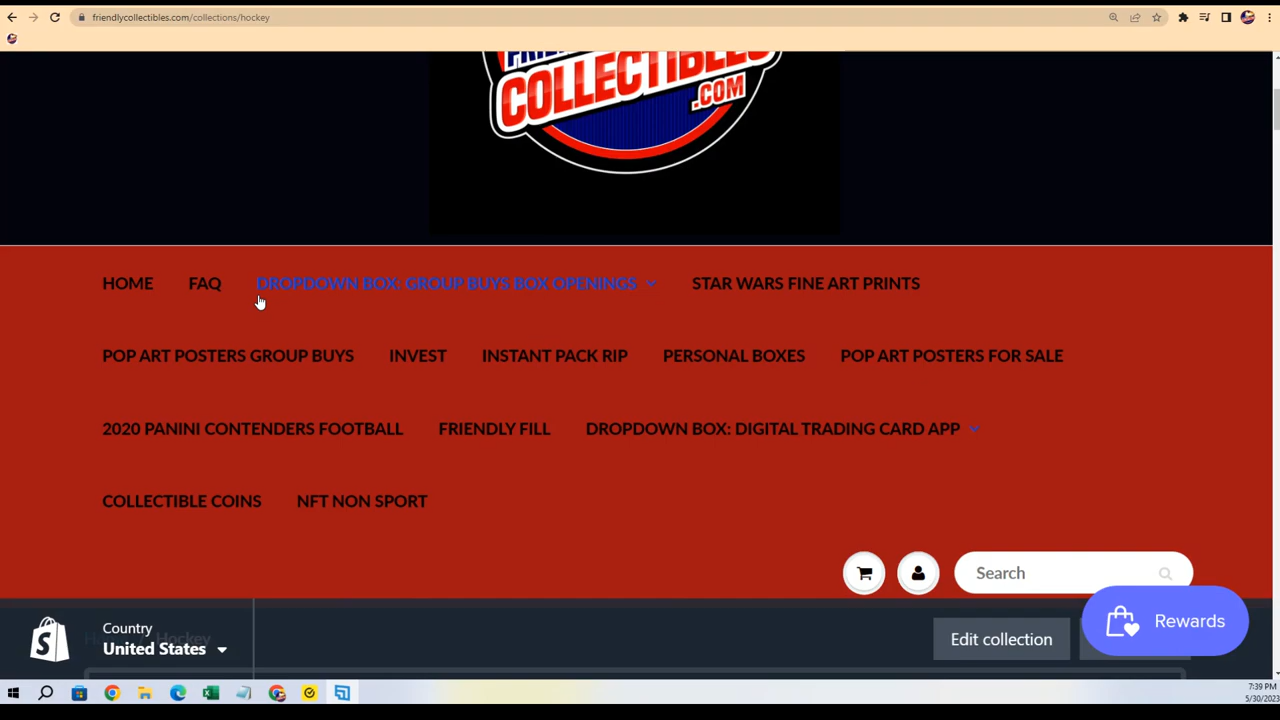 friendlycollectibles.com/collections/hockey
COLLECTIBLES
.COM
HOME FAQ DROPDOWN BOX: GROUP BUYS BOX OPENINGS STAR WARS FINE ART PRINTS
POP ART POSTERS GROUP BUYS INVEST INSTANT PACK RIP PERSONAL BOXES POP ART POSTERS FOR SALE
2020 PANINI CONTENDERS FOOTBALL FRIENDLY FILL DROPDOWN BOX: DIGITAL TRADING CARD APP
COLLECTIBLE COINS NFT NON SPORT
Search
Rewards
Country
United States
Hockey
Edit collection
7:39 PM
5/30/2023